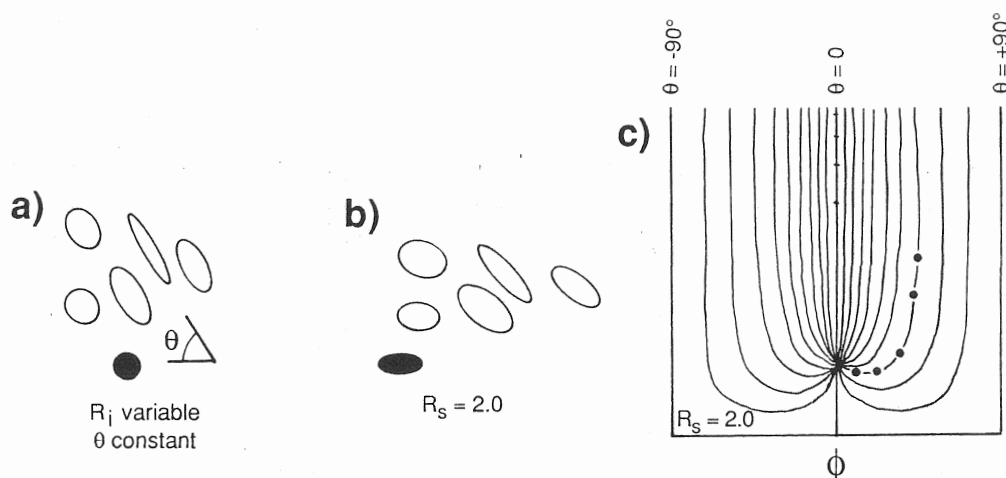 a)
θ
R_i variable
θ constant
b)
R_s = 2.0
c)
θ = -90°
θ = 0
θ = +90°
R_s = 2.0
ϕ